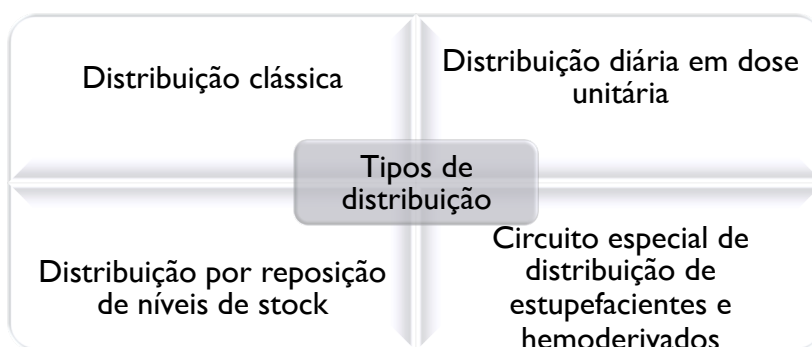 Distribuição clássica
Distribuição diária em dose
unitária
Tipos de
distribuição
Distribuição por reposição
de níveis de stock
Circuito especial de
distribuição de
estupefacientes e
hemoderivados